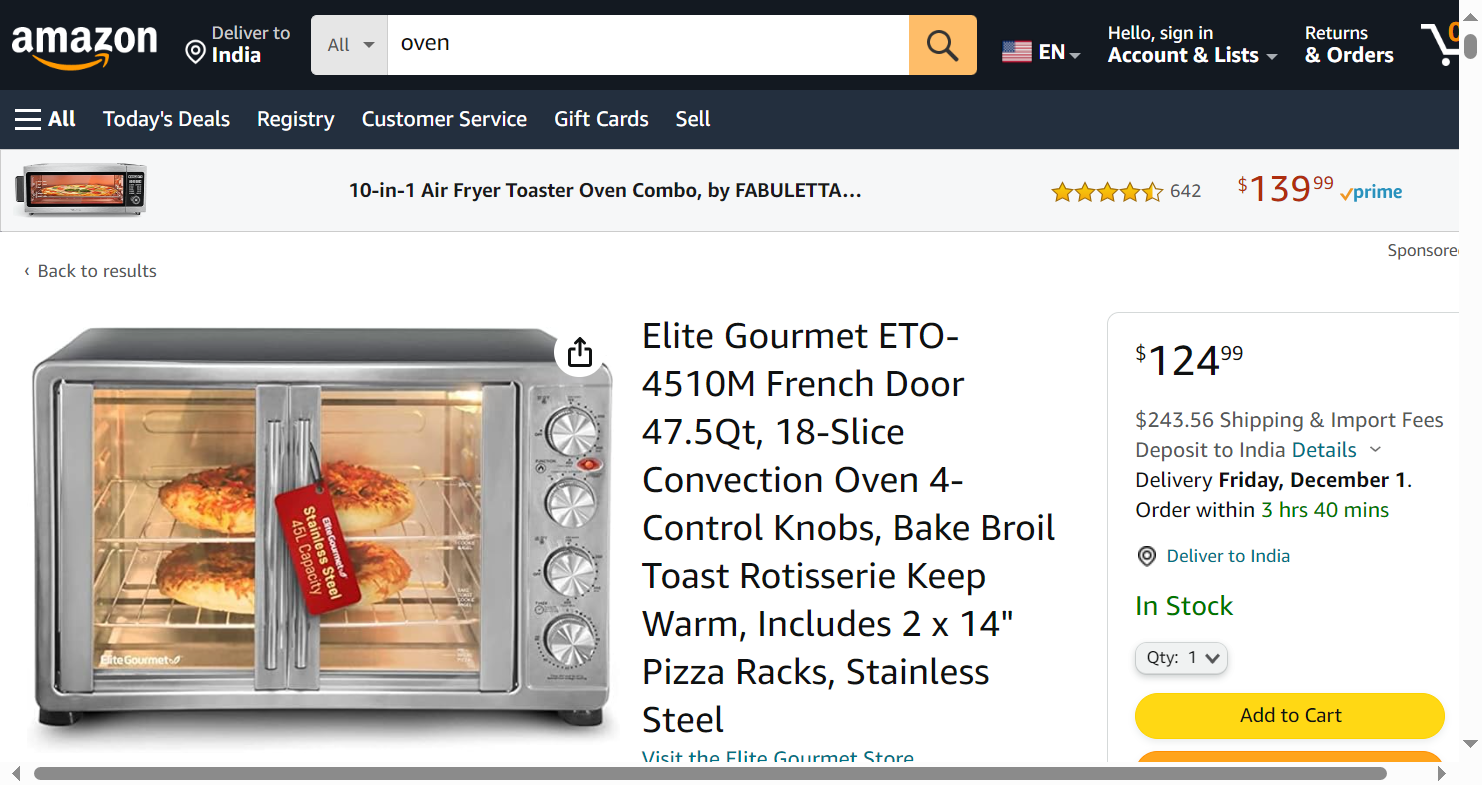 amazon
Deliver to
India
All
oven
EN
Hello, sign in
Account & Lists
Returns
& Orders
0
All
Today's Deals
Registry
Customer Service
Gift Cards
Sell
10-in-1 Air Fryer Toaster Oven Combo, by FABULETTA...
642
$139 99
prime
Sponsore
‹ Back to results
Elite Gourmet ETO-
4510M French Door
47.5Qt, 18-Slice
Convection Oven 4-
Control Knobs, Bake Broil
Toast Rotisserie Keep
Warm, Includes 2 x 14"
Pizza Racks, Stainless
Steel
Visit the Elite Gourmet Store
EliteGourmet
Stainless Steel
45L Capacity
EliteGourmet
$124 99
$243.56 Shipping & Import Fees
Deposit to India Details
Delivery Friday, December 1.
Order within 3 hrs 40 mins
Deliver to India
In Stock
Qty: 1
Add to Cart